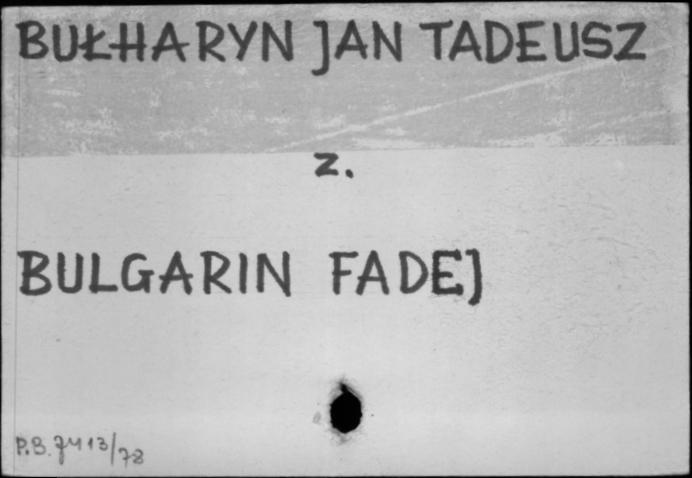 BUŁHARYN JAN TADEUSZ
z.
BULGARIN FADEJ
P.B. 7413/78